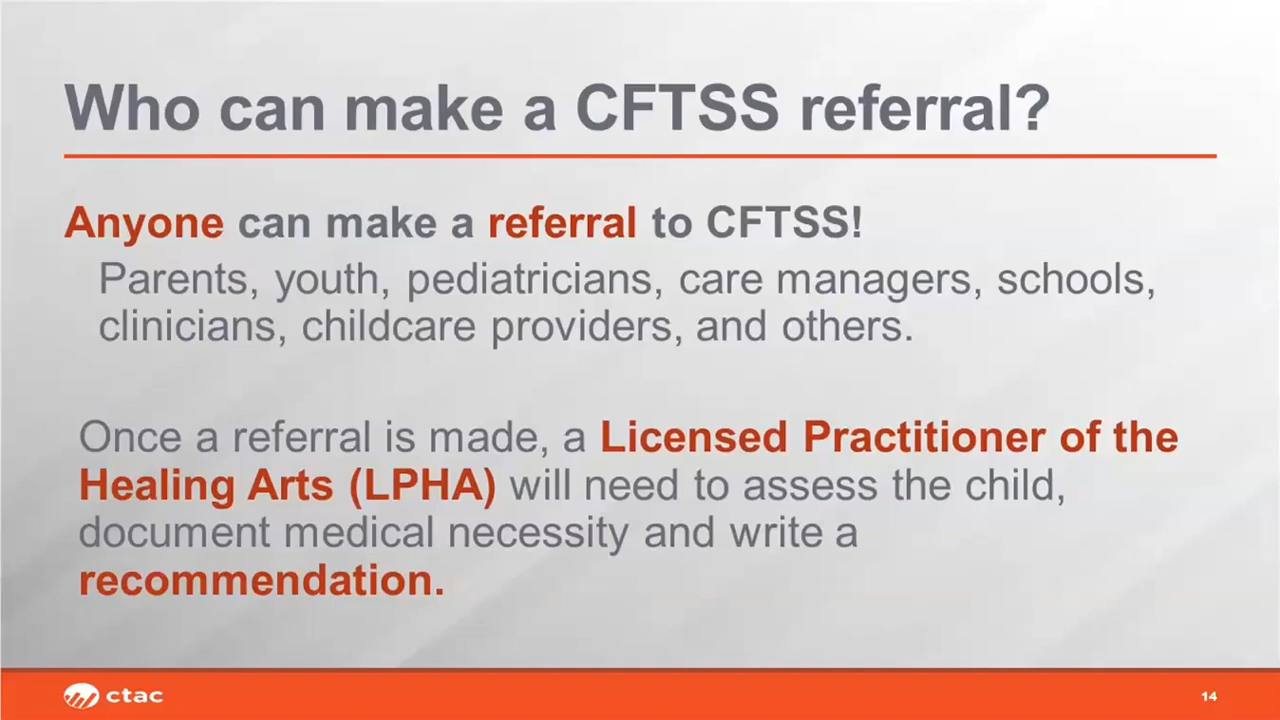 Who can make a CFTSS referral?
Anyone can make a referral to CFTSS!
Parents, youth, pediatricians, care managers, schools,
clinicians, childcare providers, and others.
Once a referral is made, a Licensed Practitioner of the
Healing Arts (LPHA) will need to assess the child,
document medical necessity and write a
recommendation.
ctac
14